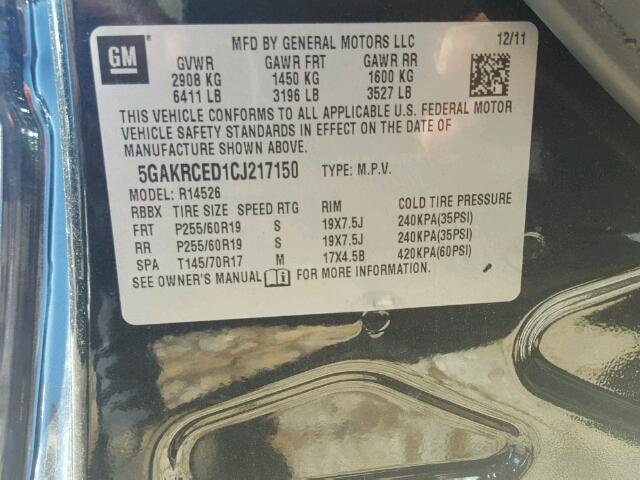 GM
MFD BY GENERAL MOTORS LLC 12/11
GVWR GAWR FRT GAWR RR
2908 KG 1450 KG 1600 KG
6411 LB 3196 LB 3527 LB
THIS VEHICLE CONFORMS TO ALL APPLICABLE U.S. FEDERAL MOTOR
VEHICLE SAFETY STANDARDS IN EFFECT ON THE DATE OF
MANUFACTURE SHOWN ABOVE.
5GAKRCED1CJ217150 TYPE: M.P.V.
MODEL: R14526
RBBX TIRE SIZE SPEED RTG RIM COLD TIRE PRESSURE
FRT P255/60R19 S 19X7.5J 240KPA(35PSI)
RR P255/60R19 S 19X7.5J 240KPA(35PSI)
SPA T145/70R17 M 17X4.5B 420KPA(60PSI)
SEE OWNER'S MANUAL FOR MORE INFORMATION.